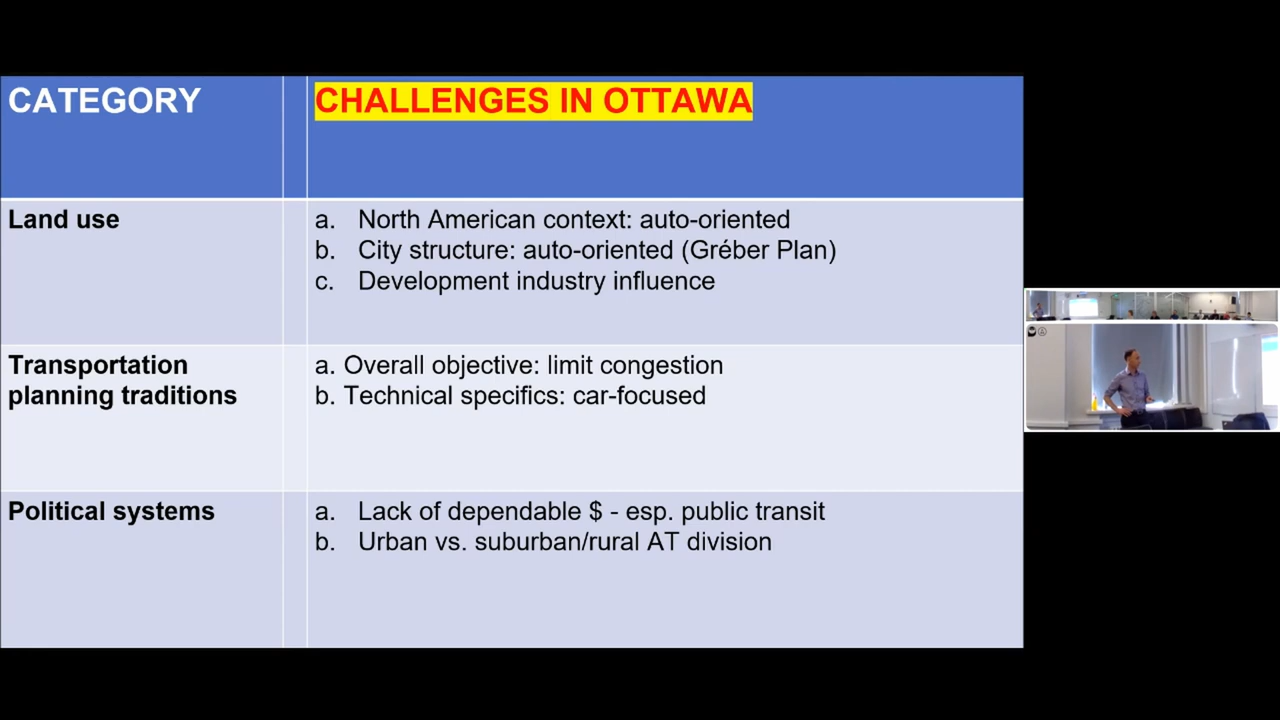 CATEGORY
CHALLENGES IN OTTAWA
Land use
a. North American context: auto-oriented
b. City structure: auto-oriented (Gréber Plan)
c. Development industry influence
Transportation
planning traditions
a. Overall objective: limit congestion
b. Technical specifics: car-focused
Political systems
a. Lack of dependable $ - esp. public transit
b. Urban vs. suburban/rural AT division